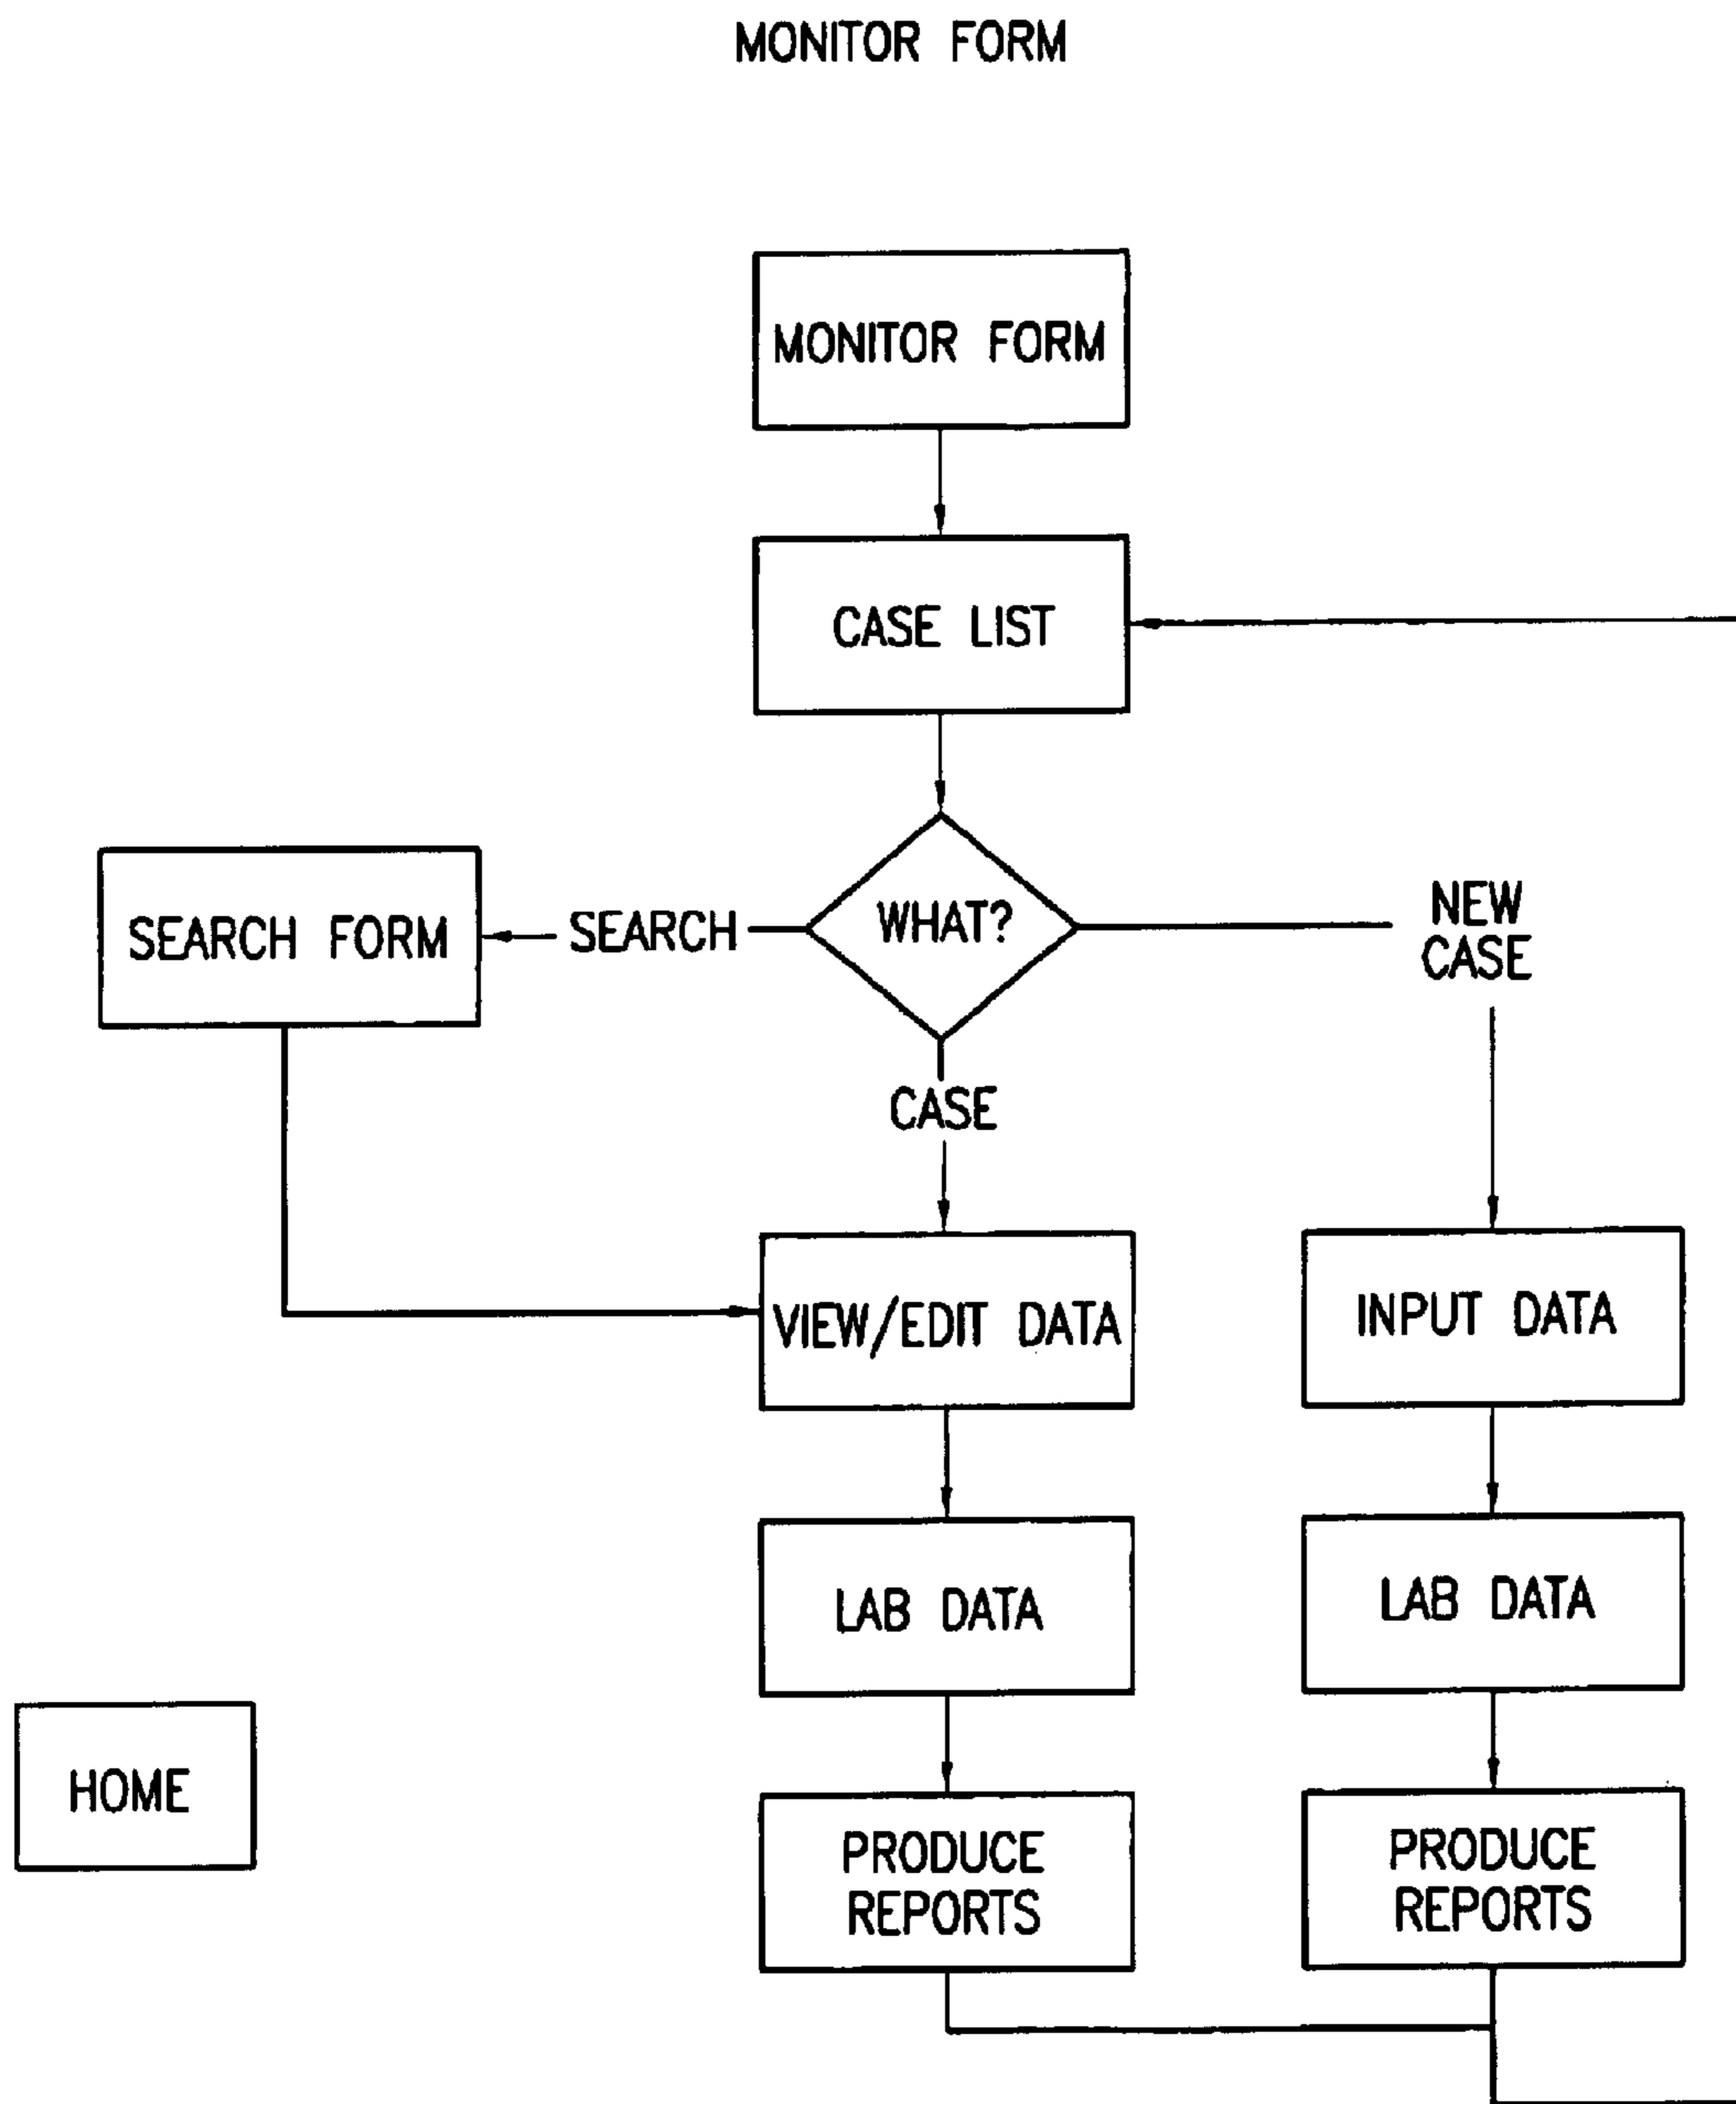 MONITOR FORM
MONITOR FORM
CASE LIST
WHAT?
SEARCH
SEARCH FORM
NEW
CASE
CASE
VIEW/EDIT DATA
INPUT DATA
LAB DATA
LAB DATA
HOME
PRODUCE
REPORTS
PRODUCE
REPORTS